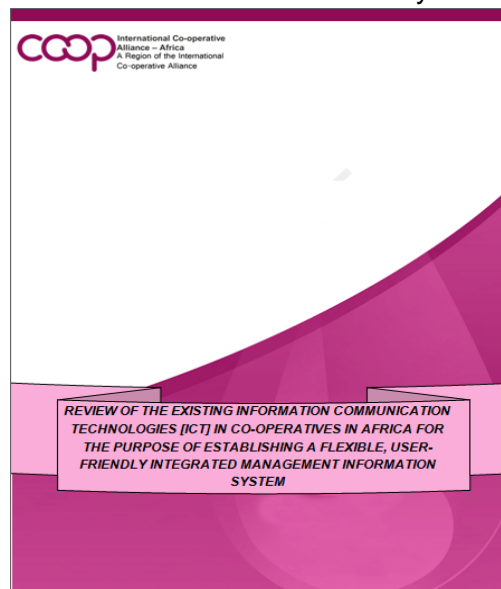 coop
International Co-operative
Alliance – Africa
A Region of the International
Co-operative Alliance
REVIEW OF THE EXISTING INFORMATION COMMUNICATION
TECHNOLOGIES [ICT] IN CO-OPERATIVES IN AFRICA FOR
THE PURPOSE OF ESTABLISHING A FLEXIBLE, USER-
FRIENDLY INTEGRATED MANAGEMENT INFORMATION
SYSTEM